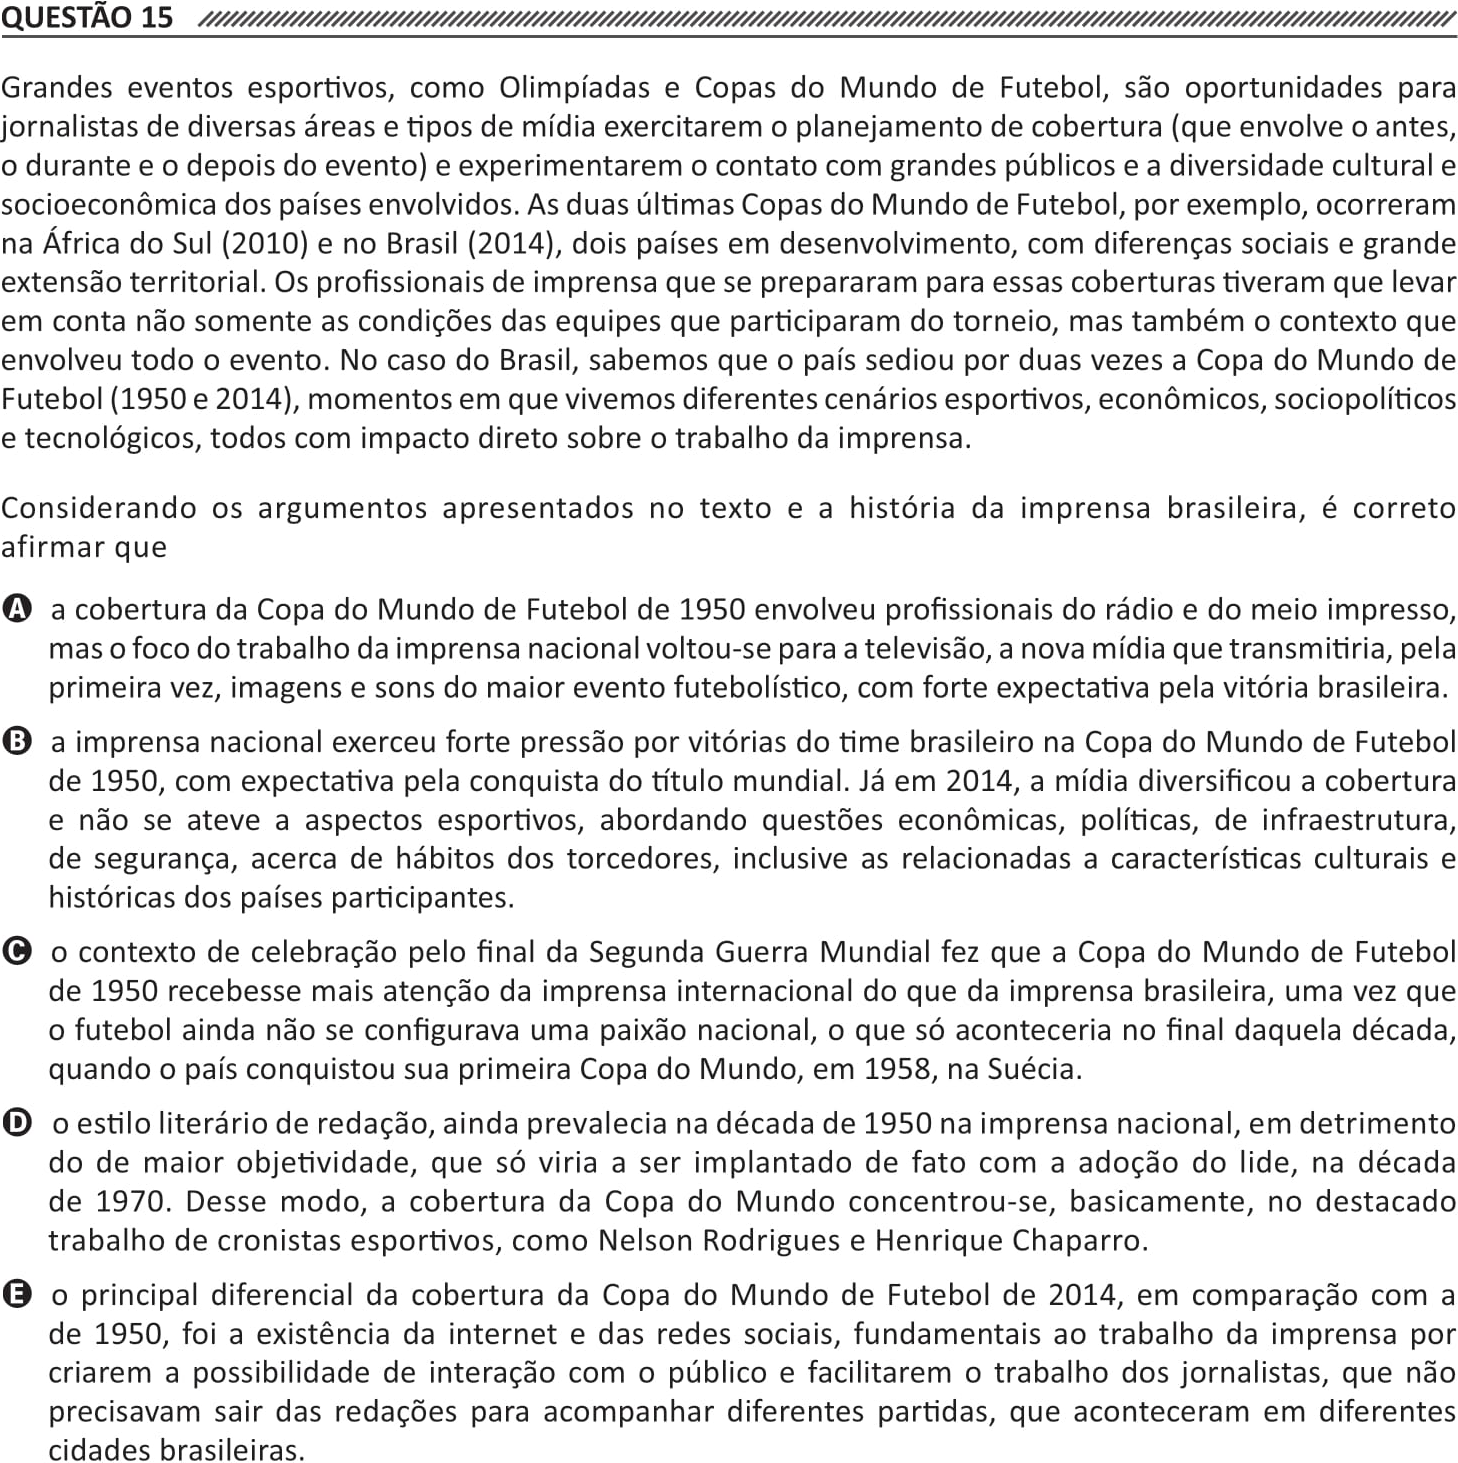 QUESTÃO 15
Grandes eventos esportivos, como Olimpíadas e Copas do Mundo de Futebol, são oportunidades para
jornalistas de diversas áreas e tipos de mídia exercitarem o planejamento de cobertura (que envolve o antes,
o durante e o depois do evento) e experimentarem o contato com grandes públicos e a diversidade cultural e
socioeconômica dos países envolvidos. As duas últimas Copas do Mundo de Futebol, por exemplo, ocorreram
na África do Sul (2010) e no Brasil (2014), dois países em desenvolvimento, com diferenças sociais e grande
extensão territorial. Os profissionais de imprensa que se prepararam para essas coberturas tiveram que levar
em conta não somente as condições das equipes que participaram do torneio, mas também o contexto que
envolveu todo o evento. No caso do Brasil, sabemos que o país sediou por duas vezes a Copa do Mundo de
Futebol (1950 e 2014), momentos em que vivemos diferentes cenários esportivos, econômicos, sociopolíticos
e tecnológicos, todos com impacto direto sobre o trabalho da imprensa.
Considerando os argumentos apresentados no texto e a história da imprensa brasileira, é correto
afirmar que
A a cobertura da Copa do Mundo de Futebol de 1950 envolveu profissionais do rádio e do meio impresso,
mas o foco do trabalho da imprensa nacional voltou-se para a televisão, a nova mídia que transmitiria, pela
primeira vez, imagens e sons do maior evento futebolístico, com forte expectativa pela vitória brasileira.
B a imprensa nacional exerceu forte pressão por vitórias do time brasileiro na Copa do Mundo de Futebol
de 1950, com expectativa pela conquista do título mundial. Já em 2014, a mídia diversificou a cobertura
e não se ateve a aspectos esportivos, abordando questões econômicas, políticas, de infraestrutura,
de segurança, acerca de hábitos dos torcedores, inclusive as relacionadas a características culturais e
históricas dos países participantes.
C o contexto de celebração pelo final da Segunda Guerra Mundial fez que a Copa do Mundo de Futebol
de 1950 recebesse mais atenção da imprensa internacional do que da imprensa brasileira, uma vez que
o futebol ainda não se configurava uma paixão nacional, o que só aconteceria no final daquela década,
quando o país conquistou sua primeira Copa do Mundo, em 1958, na Suécia.
D o estilo literário de redação, ainda prevalecia na década de 1950 na imprensa nacional, em detrimento
do de maior objetividade, que só viria a ser implantado de fato com a adoção do lide, na década
de 1970. Desse modo, a cobertura da Copa do Mundo concentrou-se, basicamente, no destacado
trabalho de cronistas esportivos, como Nelson Rodrigues e Henrique Chaparro.
E o principal diferencial da cobertura da Copa do Mundo de Futebol de 2014, em comparação com a
de 1950, foi a existência da internet e das redes sociais, fundamentais ao trabalho da imprensa por
criarem a possibilidade de interação com o público e facilitarem o trabalho dos jornalistas, que não
precisavam sair das redações para acompanhar diferentes partidas, que aconteceram em diferentes
cidades brasileiras.